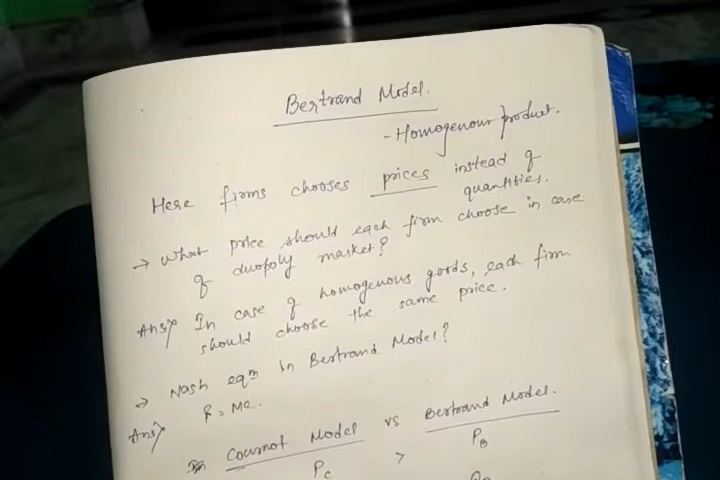 Bertrand Model.
- Homogenous product.
Here firms chooses prices instead of
quantities.
→ What price should each firm choose in case
of duopoly market?
Ans⇒ In case of homogenous goods, each firm
should choose the same price.
→ Nash eqm in Bertrand Model?
Ans⇒ P = MC.
Cournot Model vs Bertrand Model.
Pc > PB